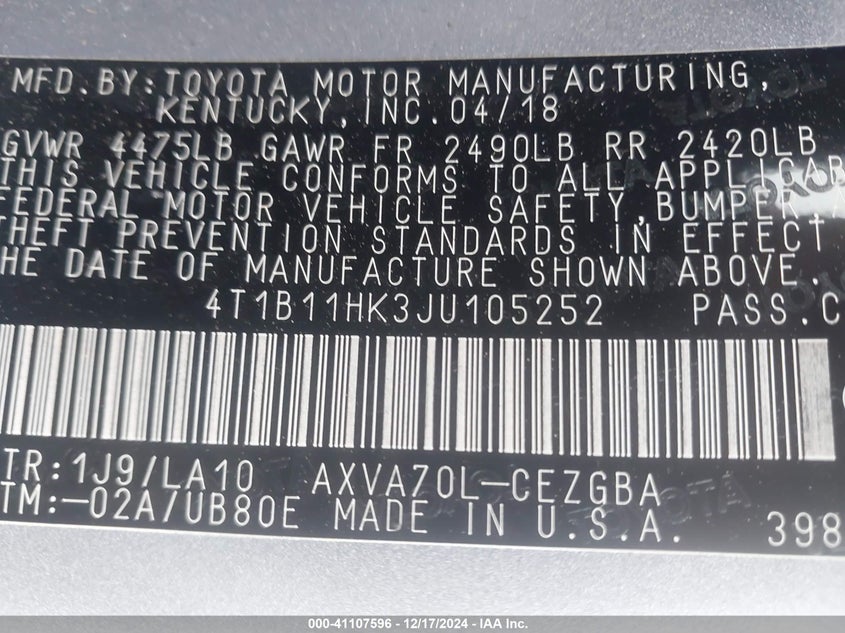 MFD. BY: TOYOTA MOTOR MANUFACTURING,
KENTUCKY, INC. 04/18
GVWR 4475LB GAWR FR 2490LB RR 2420LB
THIS VEHICLE CONFORMS TO ALL APPLICAB
FEDERAL MOTOR VEHICLE SAFETY, BUMPER, A
THEFT PREVENTION STANDARDS IN EFFECT
HE DATE OF MANUFACTURE SHOWN ABOVE.
4T1B11HK3JU105252 PASS. C
TR: 1J9/LA10 AXVA70L-CEZGBA
TM:-02A/UB80E MADE IN U.S.A. 398
000-41107596 - 12/17/2024 - IAA Inc.